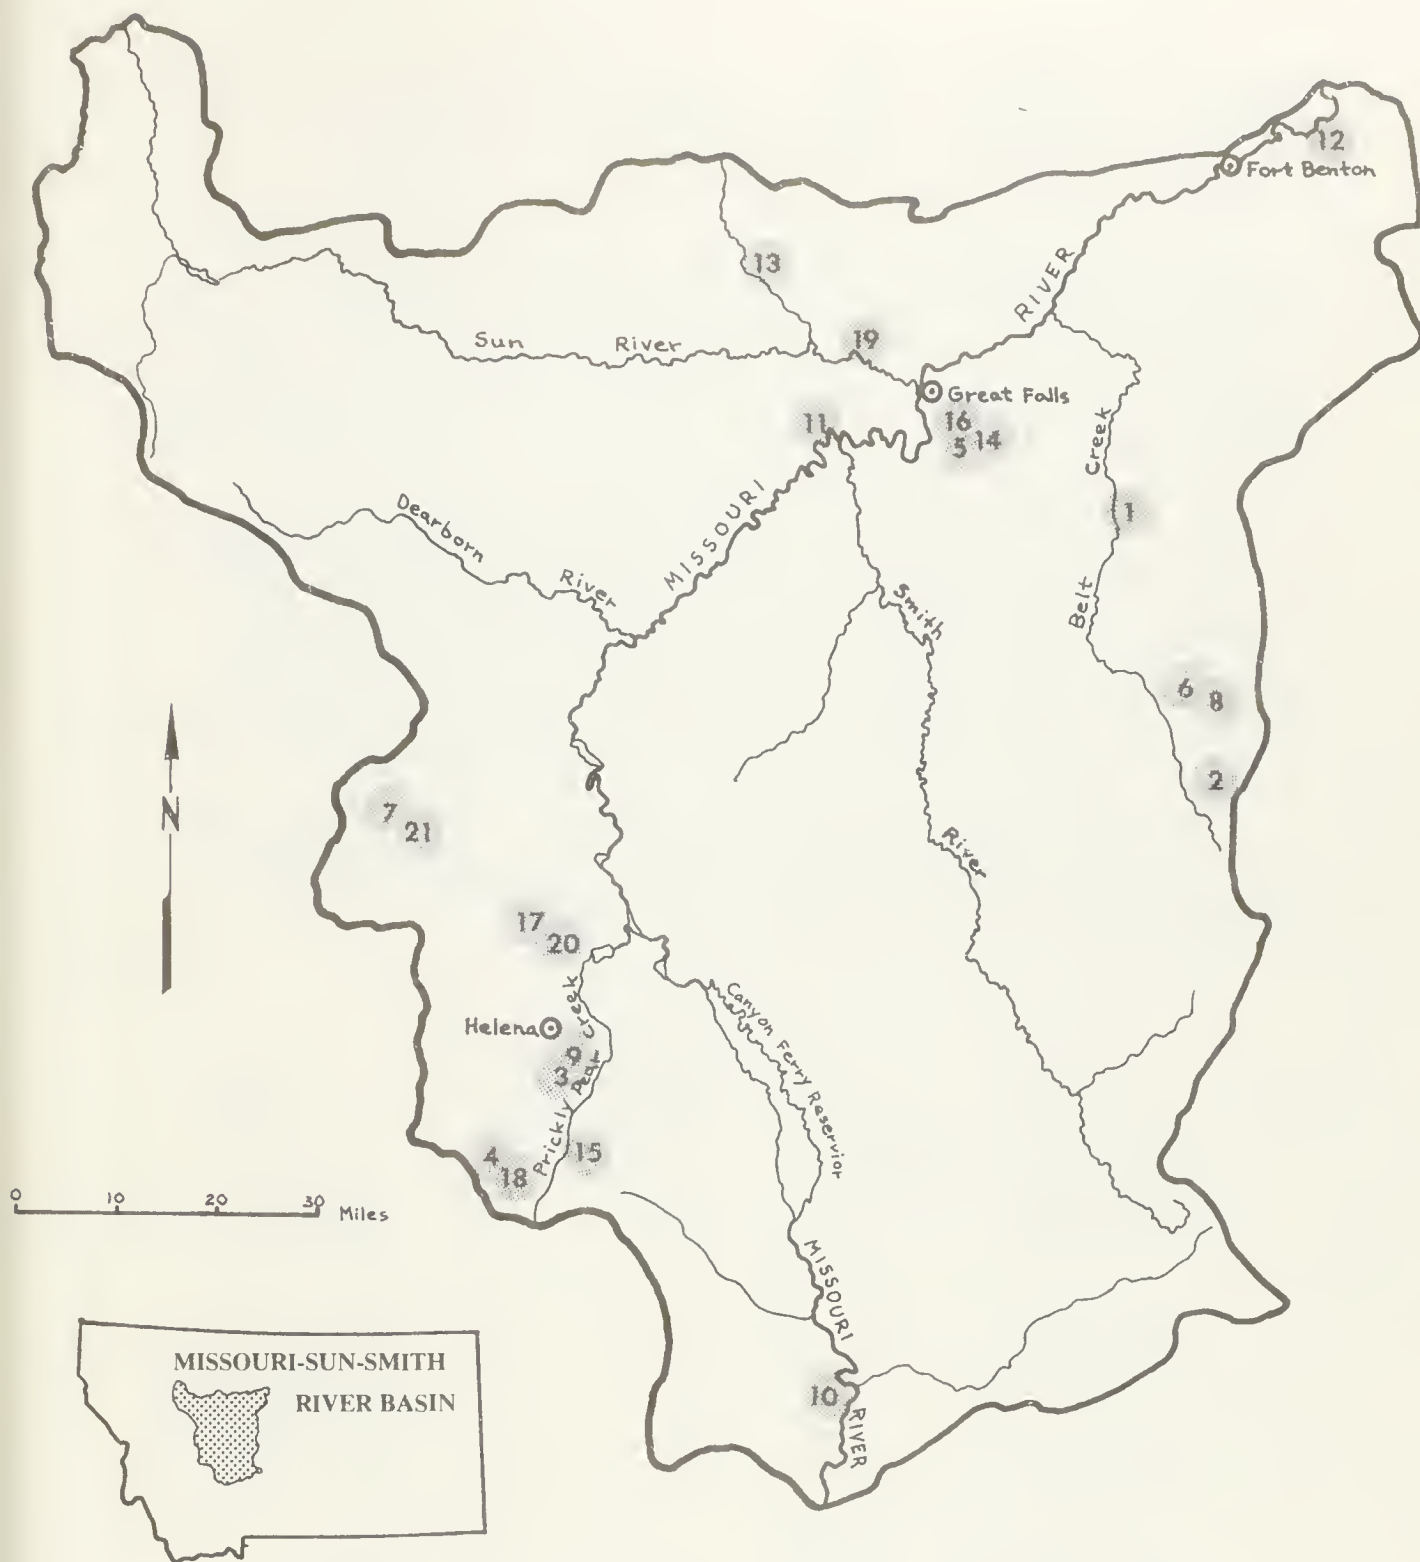 12
Fort Benton
13
RIVER
19
Sun River
Great Falls
11
16
5 14
Creek
1
MISSOURI
Dearborn
River
Smith
Belt
6
8
2
N
7
21
River
17
20
Canyon Ferry Reservior
Creek
Helena
9
3
Pear
Prickly
4
18
15
0 10 20 30 Miles
MISSOURI
10
RIVER
MISSOURI-SUN-SMITH
RIVER BASIN